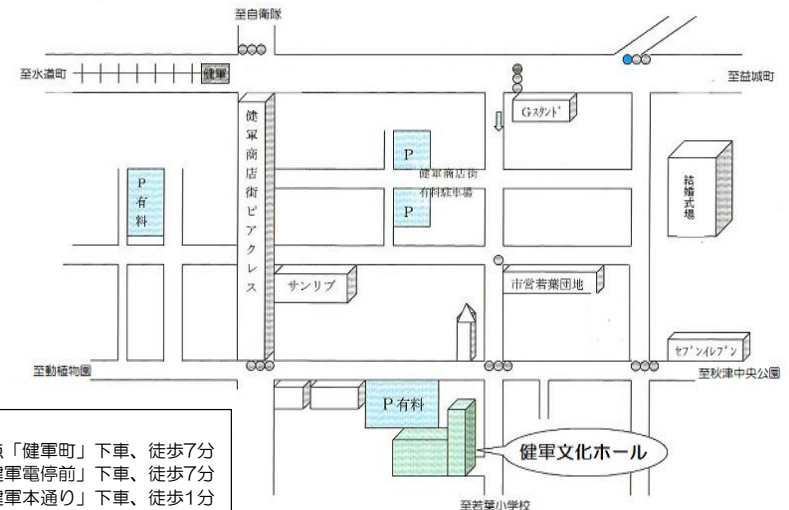 至自衛隊
至水道町
健軍
至益城町
Gスタンド
健軍商店街ピアクレス
P
健軍商店街
有料駐車場
P
P
有
料
結婚式場
サンリブ
市営若葉団地
セブンイレブン
至動植物園
至秋津中央公園
P有料
健軍文化ホール
「健軍町」下車、徒歩7分
健軍電停前」下車、徒歩7分
健軍本通り」下車、徒歩1分
至若葉小学校